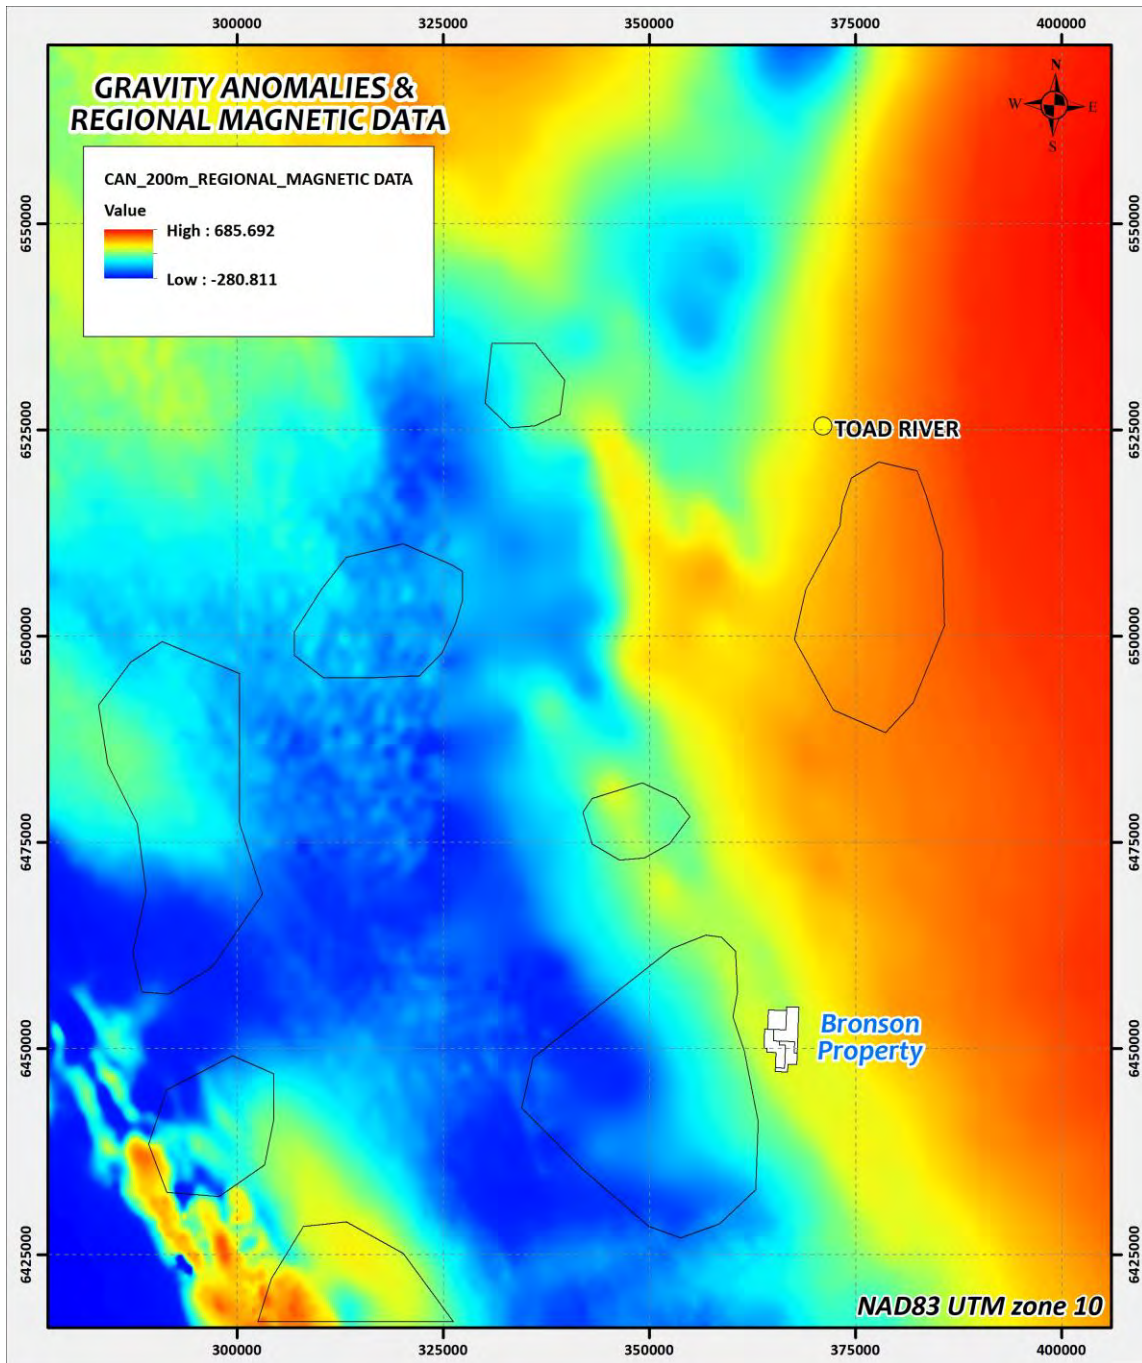 300000 325000 350000 375000 400000
GRAVITY ANOMALIES &
REGIONAL MAGNETIC DATA
N
W E
S
CAN_200m_REGIONAL_MAGNETIC DATA
Value
High : 685.692
Low : -280.811
6550000 6550000
6525000 6525000
TOAD RIVER
6500000 6500000
6475000 6475000
6450000 6450000
Bronson
Property
6425000 6425000
NAD83 UTM zone 10
300000 325000 350000 375000 400000